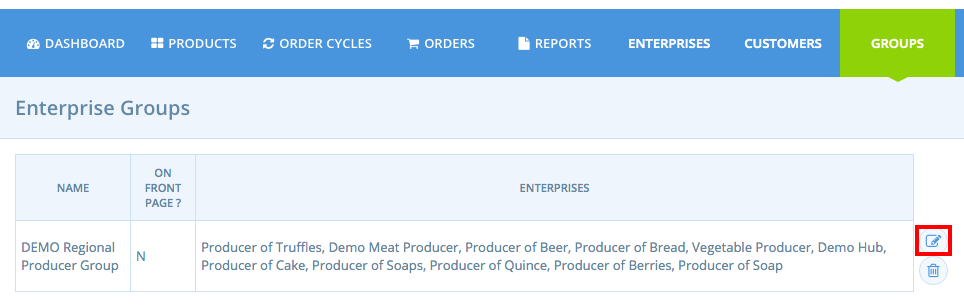 DASHBOARD PRODUCTS ORDER CYCLES ORDERS REPORTS ENTERPRISES CUSTOMERS GROUPS
Enterprise Groups
NAME
ON
FRONT
PAGE ?
ENTERPRISES
DEMO Regional
Producer Group
N
Producer of Truffles, Demo Meat Producer, Producer of Beer, Producer of Bread, Vegetable Producer, Demo Hub,
Producer of Cake, Producer of Soaps, Producer of Quince, Producer of Berries, Producer of Soap